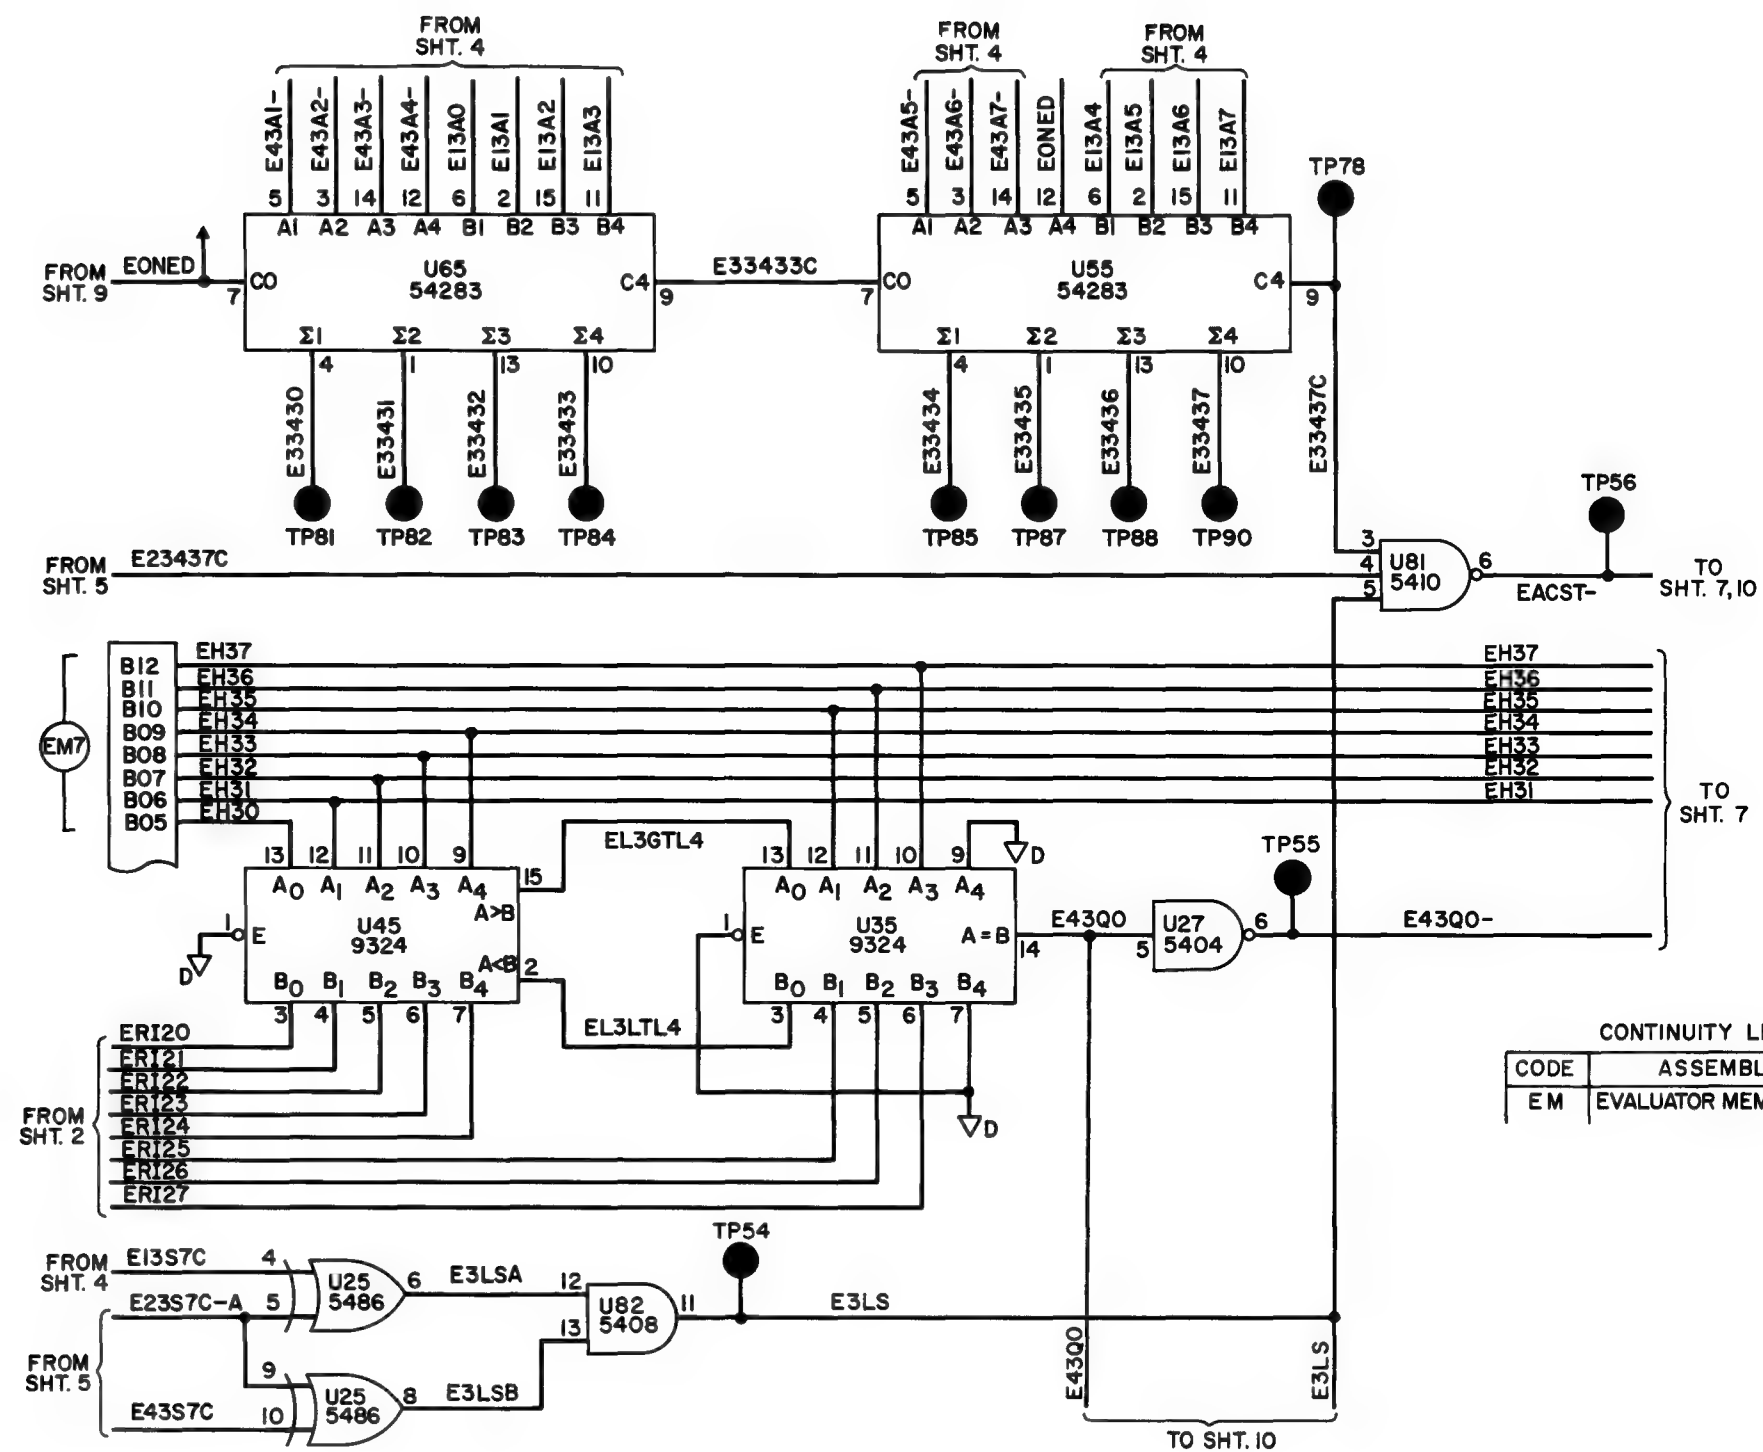 FROM
SHT. 4
FROM
SHT. 4
FROM
SHT. 4
E43A1-
E43A2-
E43A3-
E43A4-
E13A0
E13A1
E13A2
E13A3
E43A5-
E43A6-
E43A7-
EONED
E13A4
E13A5
E13A6
E13A7
TP78
5 3 14 12 6 2 15 11
5 3 14 12 6 2 15 11
A1 A2 A3 A4 B1 B2 B3 B4
A1 A2 A3 A4 B1 B2 B3 B4
FROM
SHT. 9
EONED
7
CO
U65
54283
C4
9
E33433C
7
CO
U55
54283
C4
9
Σ1 Σ2 Σ3 Σ4
4 1 13 10
Σ1 Σ2 Σ3 Σ4
4 1 13 10
E33430
E33431
E33432
E33433
E33434
E33435
E33436
E33437
E33437C
TP81 TP82 TP83 TP84
TP85 TP87 TP88 TP90
TP56
FROM
SHT. 5
E23437C
3
4
5
U81
5410
6
EACST-
TO
SHT. 7,10
EM7
B12 EH37 EH37
B11 EH36 EH36
B10 EH35 EH35
B09 EH34 EH34
B08 EH33 EH33
B07 EH32 EH32
B06 EH31 EH31
B05 EH30
TO
SHT. 7
13 12 11 10 9
A0 A1 A2 A3 A4
1
E
D
U45
9324
A>B
15
A<B
2
B0 B1 B2 B3 B4
3 4 5 6 7
EL3GTL4
EL3LTL4
13 12 11 10 9
D
A0 A1 A2 A3 A4
1
E
U35
9324
A=B
14
B0 B1 B2 B3 B4
3 4 5 6 7
D
E43Q0
5
U27
5404
6
TP55
E43Q0-
FROM
SHT. 2
ERI20
ERI21
ERI22
ERI23
ERI24
ERI25
ERI26
ERI27
CONTINUITY L
CODE ASSEMBL
EM EVALUATOR MEM
FROM
SHT. 4
E13S7C
4
E23S7C-A
5
U25
5486
6
E3LSA
12
13
U82
5408
11
TP54
E3LS
FROM
SHT. 5
9
E43S7C
10
U25
5486
8
E3LSB
E43Q0
E3LS
TO SHT. 10